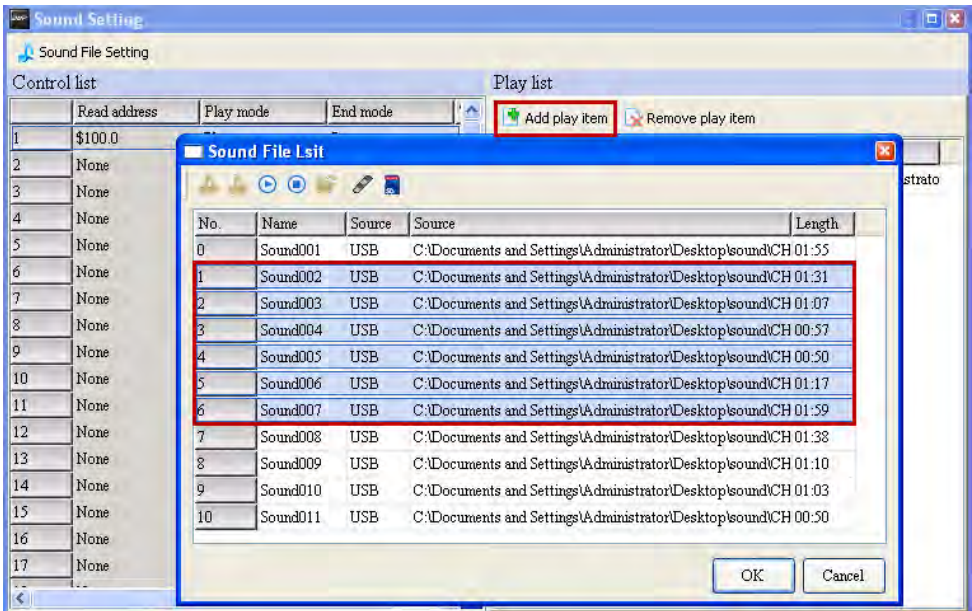 Sound Setting
Sound File Setting
Control list
Play list
Read address Play mode End mode
Add play item Remove play item
1 $100.0
2 None
3 None
4 None
5 None
6 None
7 None
8 None
9 None
10 None
11 None
12 None
13 None
14 None
15 None
16 None
17 None
strato
Sound File Lsit
No. Name Source Source Length
0 Sound001 USB C:\Documents and Settings\Administrator\Desktop\sound\CH 01:55
1 Sound002 USB C:\Documents and Settings\Administrator\Desktop\sound\CH 01:31
2 Sound003 USB C:\Documents and Settings\Administrator\Desktop\sound\CH 01:07
3 Sound004 USB C:\Documents and Settings\Administrator\Desktop\sound\CH 00:57
4 Sound005 USB C:\Documents and Settings\Administrator\Desktop\sound\CH 00:50
5 Sound006 USB C:\Documents and Settings\Administrator\Desktop\sound\CH 01:17
6 Sound007 USB C:\Documents and Settings\Administrator\Desktop\sound\CH 01:59
7 Sound008 USB C:\Documents and Settings\Administrator\Desktop\sound\CH 01:38
8 Sound009 USB C:\Documents and Settings\Administrator\Desktop\sound\CH 01:10
9 Sound010 USB C:\Documents and Settings\Administrator\Desktop\sound\CH 01:03
10 Sound011 USB C:\Documents and Settings\Administrator\Desktop\sound\CH 00:50
OK Cancel